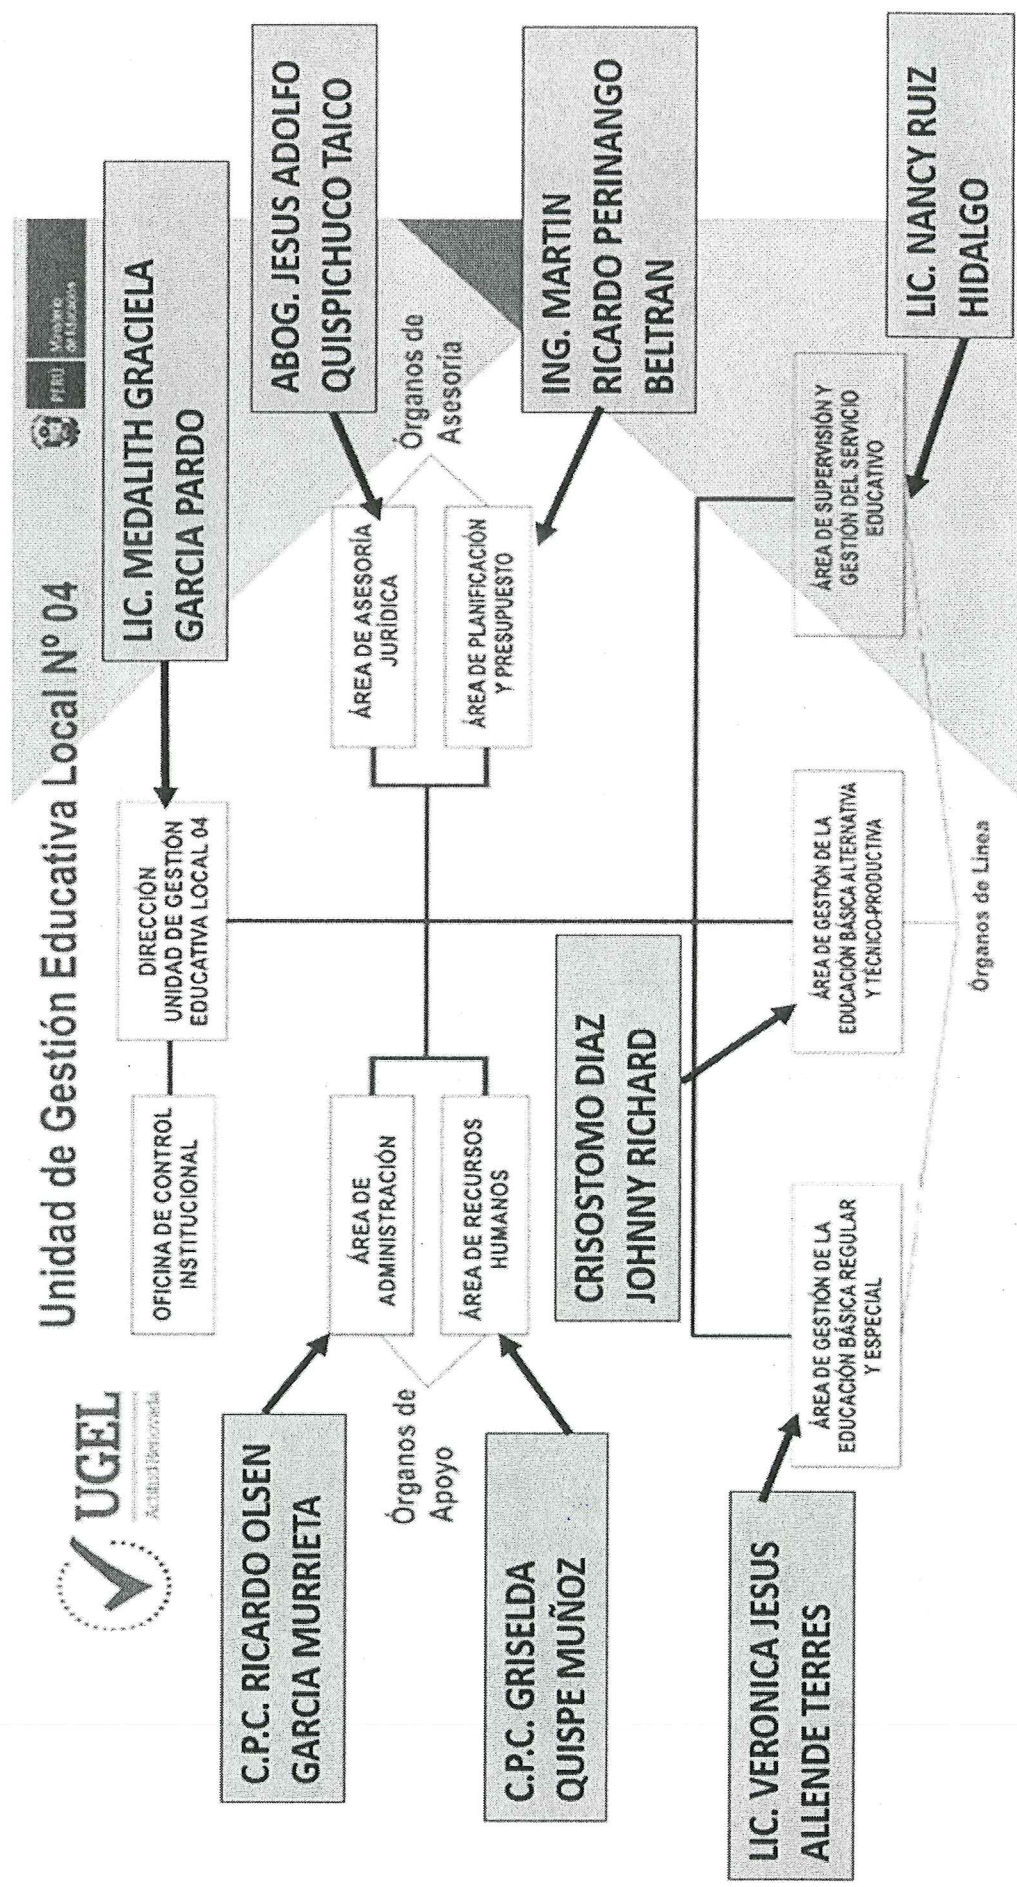 UGEL
Actitud Renovada
Unidad de Gestión Educativa Local Nº 04
PERÚ
Ministerio
de Educación
LIC. MEDALITH GRACIELA
GARCIA PARDO
OFICINA DE CONTROL
INSTITUCIONAL
DIRECCIÓN
UNIDAD DE GESTIÓN
EDUCATIVA LOCAL 04
C.P.C. RICARDO OLSEN
GARCIA MURRIETA
ÁREA DE
ADMINISTRACIÓN
ÁREA DE ASESORÍA
JURÍDICA
ABOG. JESUS ADOLFO
QUISPICHUCO TAICO
Órganos de
Apoyo
Órganos de
Asesoría
ÁREA DE RECURSOS
HUMANOS
ÁREA DE PLANIFICACIÓN
Y PRESUPUESTO
C.P.C. GRISELDA
QUISPE MUÑOZ
ING. MARTIN
RICARDO PERINANGO
BELTRAN
CRISOSTOMO DIAZ
JOHNNY RICHARD
LIC. VERONICA JESUS
ALLENDE TERRES
ÁREA DE GESTIÓN DE LA
EDUCACIÓN BÁSICA REGULAR
Y ESPECIAL
ÁREA DE GESTIÓN DE LA
EDUCACIÓN BÁSICA ALTERNATIVA
Y TÉCNICO-PRODUCTIVA
ÁREA DE SUPERVISIÓN Y
GESTIÓN DEL SERVICIO
EDUCATIVO
LIC. NANCY RUIZ
HIDALGO
Órganos de Linea